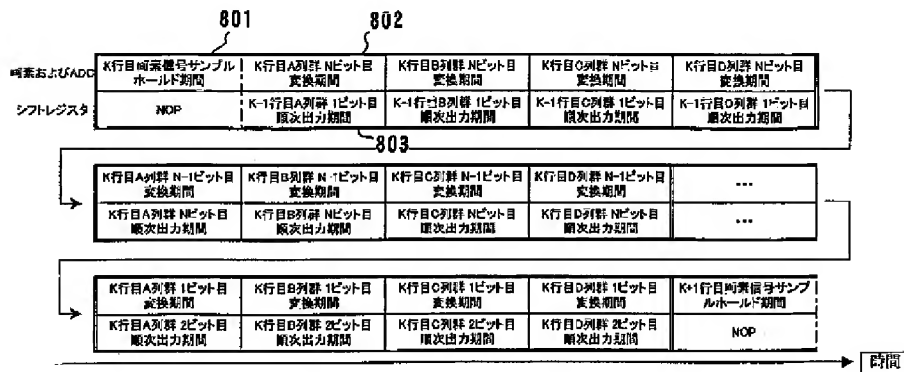 801
802
画素およびADC
K行目画素信号サンプル
ホールド期間
K行目A列群 Nビット目
変換期間
K行目B列群 Nビット目
変換期間
K行目C列群 Nビット目
変換期間
K行目D列群 Nビット目
変換期間
シフトレジスタ
NOP
K-1行目A列群 1ビット目
順次出力期間
K-1行目B列群 1ビット目
順次出力期間
K-1行目C列群 1ビット目
順次出力期間
K-1行目D列群 1ビット目
順次出力期間
803
K行目A列群 N-1ビット目
変換期間
K行目B列群 N-1ビット目
変換期間
K行目C列群 N-1ビット目
変換期間
K行目D列群 N-1ビット目
変換期間
...
K行目A列群 Nビット目
順次出力期間
K行目B列群 Nビット目
順次出力期間
K行目C列群 Nビット目
順次出力期間
K行目D列群 Nビット目
順次出力期間
...
K行目A列群 1ビット目
変換期間
K行目B列群 1ビット目
変換期間
K行目C列群 1ビット目
変換期間
K行目D列群 1ビット目
変換期間
K+1行目画素信号サンプ
ルホールド期間
K行目A列群 2ビット目
順次出力期間
K行目B列群 2ビット目
順次出力期間
K行目C列群 2ビット目
順次出力期間
K行目D列群 2ビット目
順次出力期間
NOP
時間